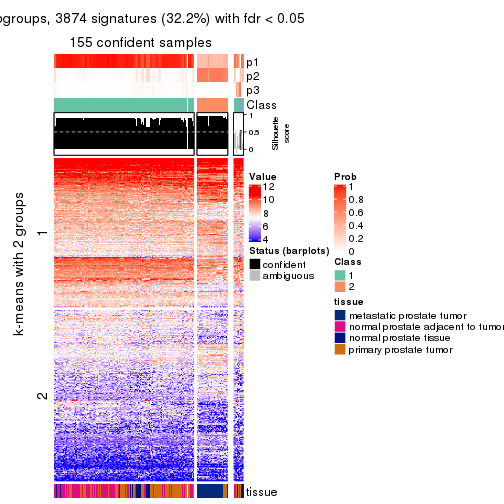 ogroups, 3874 signatures (32.2%) with fdr < 0.05
155 confident samples
p1
p2
p3
Class
1
0.5
0
Silhouette
score
k-means with 2 groups
1
2
Value
12
10
8
6
4
Status (barplots)
confident
ambiguous
Prob
1
0.8
0.6
0.4
0.2
0
Class
1
2
tissue
metastatic prostate tumor
normal prostate adjacent to tumor
normal prostate tissue
primary prostate tumor
tissue